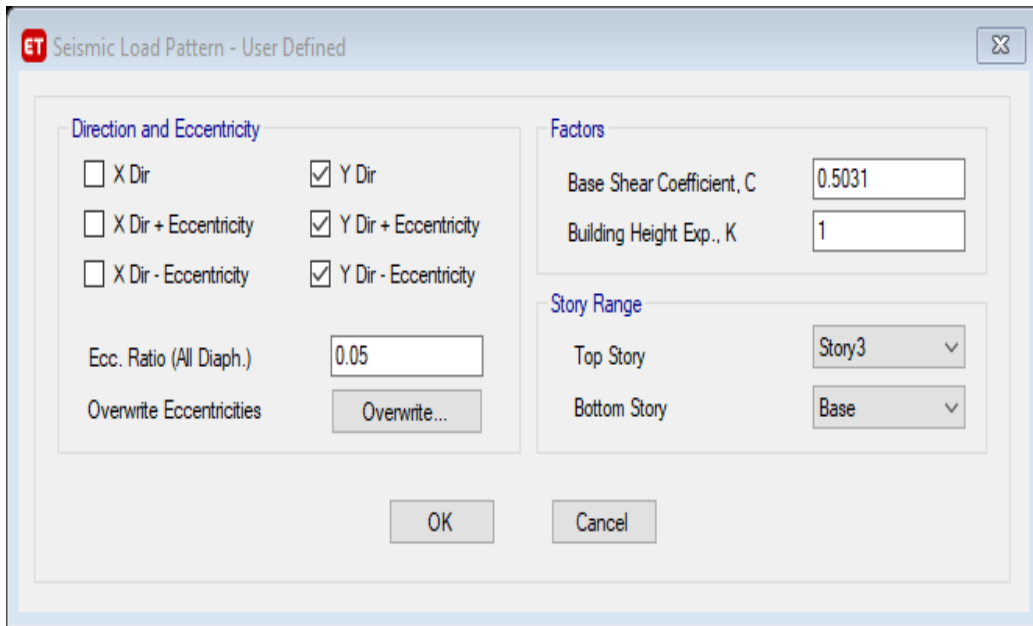 ET Seismic Load Pattern - User Defined
Direction and Eccentricity
X Dir Y Dir
X Dir + Eccentricity Y Dir + Eccentricity
X Dir - Eccentricity Y Dir - Eccentricity
Ecc. Ratio (All Diaph.) 0.05
Overwrite Eccentricities Overwrite...
Factors
Base Shear Coefficient, C 0.5031
Building Height Exp., K 1
Story Range
Top Story Story3
Bottom Story Base
OK Cancel